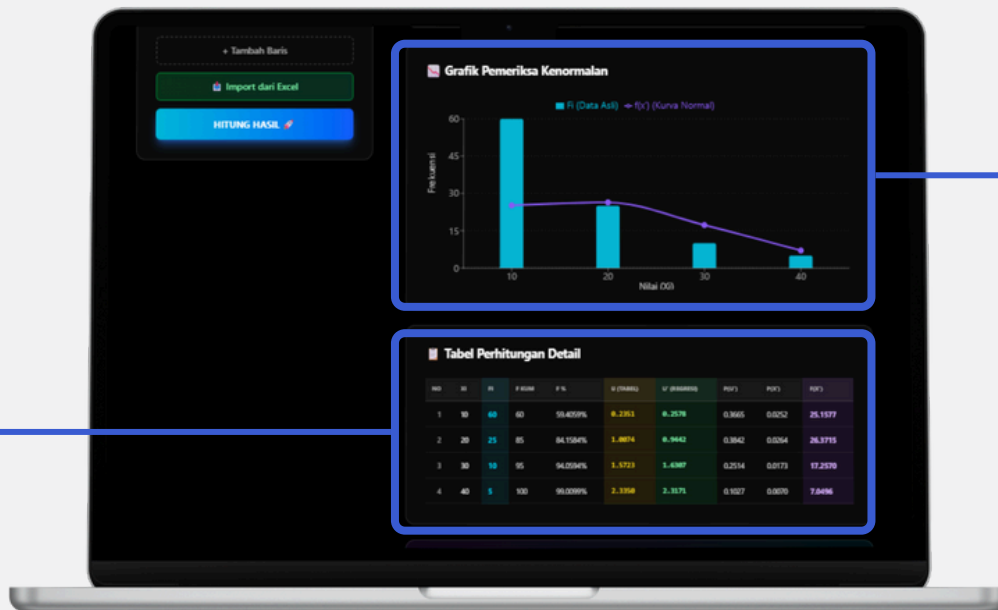 + Tambah Baris
Import dari Excel
HITUNG HASIL
Grafik Pemeriksa Kenormalan
Fi (Data Asli) f(x') (Kurva Normal)
Frekuensi
60
45
30
15
0
10 20 30 40
Nilai (Xi)
Tabel Perhitungan Detail
NO XI FI F KUM F % U (TABEL) U' (REGRESI) P(U') P(X') F(X')
1 10 60 60 59.4059% 0.2351 0.2578 0.3665 0.0252 25.1577
2 20 25 85 84.1584% 1.0074 0.9442 0.3842 0.0264 26.3715
3 30 10 95 94.0594% 1.5723 1.6307 0.2514 0.0173 17.2570
4 40 5 100 99.0099% 2.3350 2.3171 0.1027 0.0070 7.0496